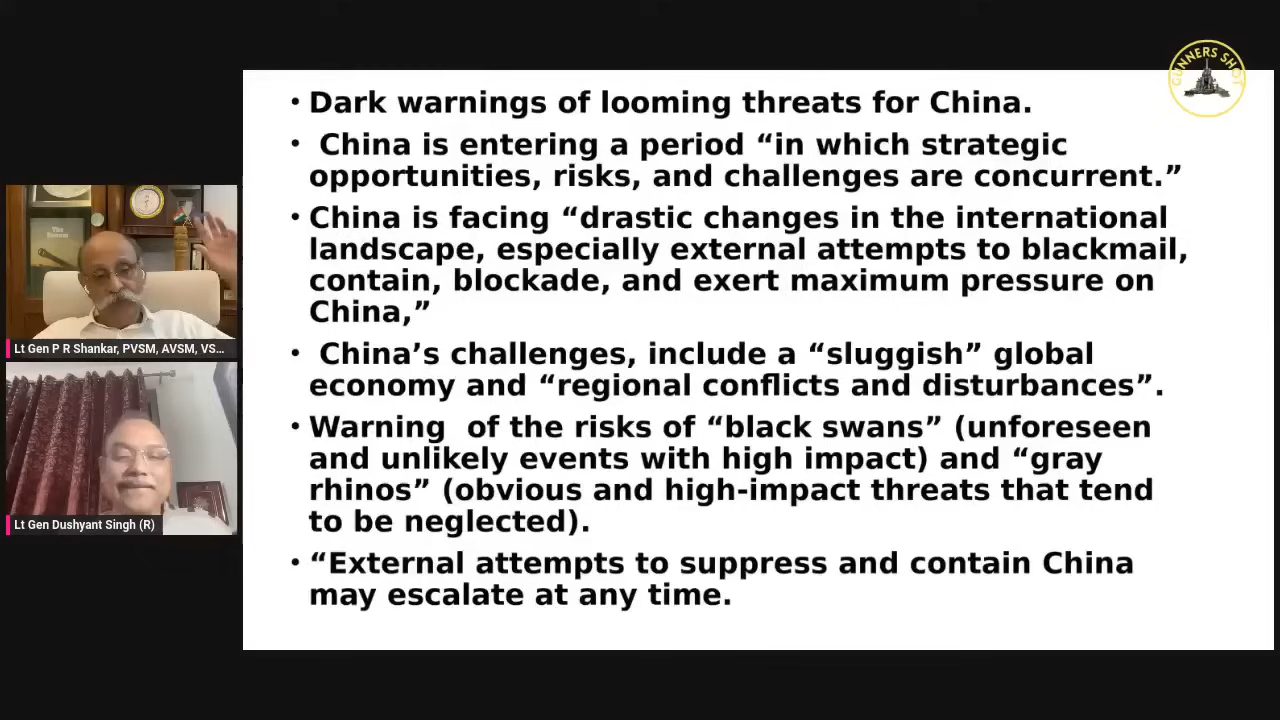 GUNNERS SHOT
• Dark warnings of looming threats for China.
• China is entering a period “in which strategic
opportunities, risks, and challenges are concurrent.”
• China is facing “drastic changes in the international
landscape, especially external attempts to blackmail,
contain, blockade, and exert maximum pressure on
China,”
• China’s challenges, include a “sluggish” global
economy and “regional conflicts and disturbances”.
• Warning  of the risks of “black swans” (unforeseen
and unlikely events with high impact) and “gray
rhinos” (obvious and high-impact threats that tend
to be neglected).
• “External attempts to suppress and contain China
may escalate at any time.
Lt Gen P R Shankar, PVSM, AVSM, VS...
Lt Gen Dushyant Singh (R)